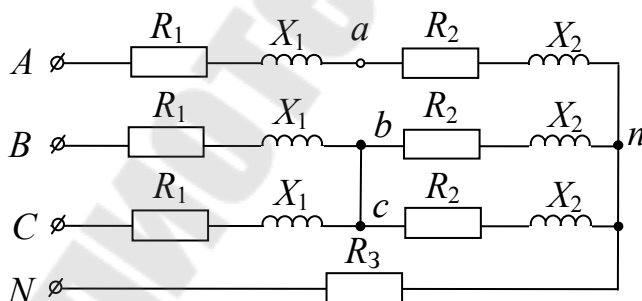 R₁ X₁ a R₂ X₂
A
R₁ X₁ b R₂ X₂
B n
R₁ X₁ c R₂ X₂
C
R₃
N